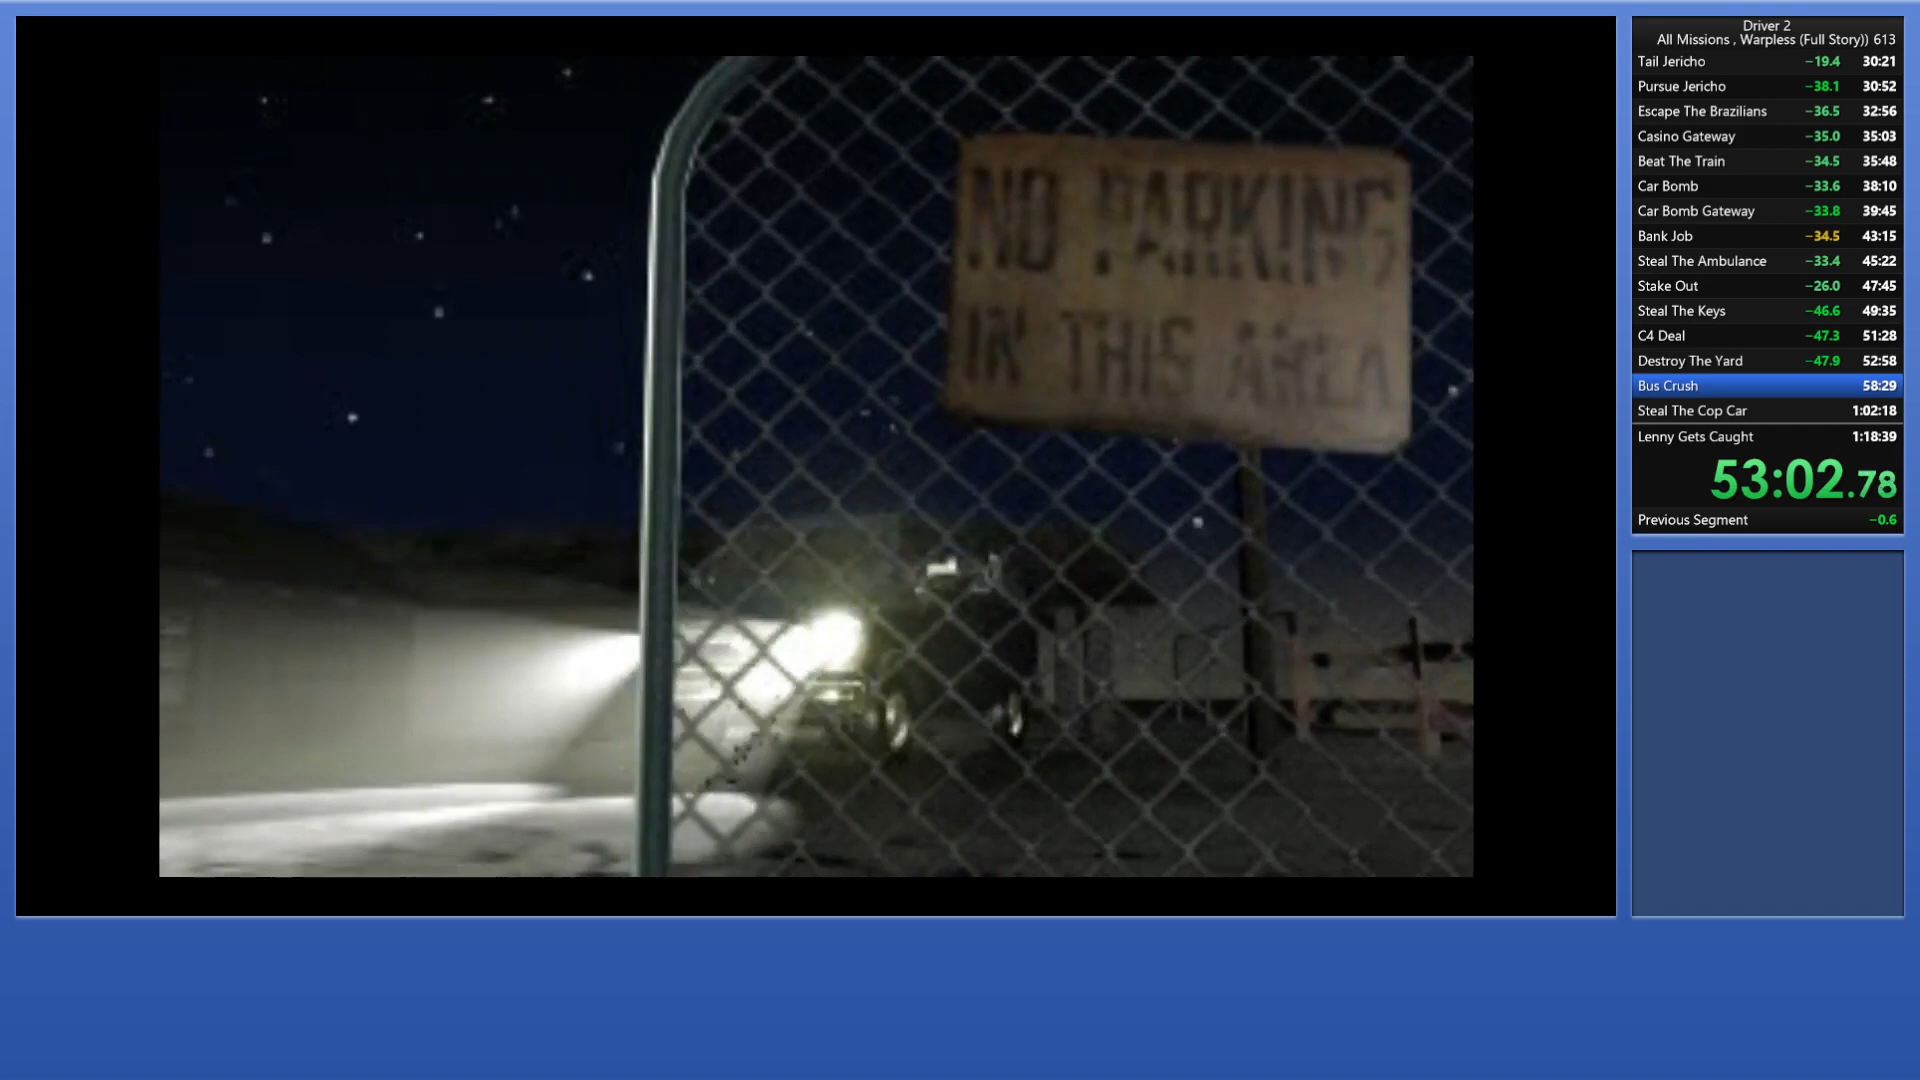 NO PARKING
IN THIS AREA
Driver 2
All Missions , Warpless (Full Story)) 613
Tail Jericho −19.4 30:21
Pursue Jericho −38.1 30:52
Escape The Brazilians −36.5 32:56
Casino Gateway −35.0 35:03
Beat The Train −34.5 35:48
Car Bomb −33.6 38:10
Car Bomb Gateway −33.8 39:45
Bank Job −34.5 43:15
Steal The Ambulance −33.4 45:22
Stake Out −26.0 47:45
Steal The Keys −46.6 49:35
C4 Deal −47.3 51:28
Destroy The Yard −47.9 52:58
Bus Crush 58:29
Steal The Cop Car 1:02:18
Lenny Gets Caught 1:18:39
53:02.78
Previous Segment −0.6